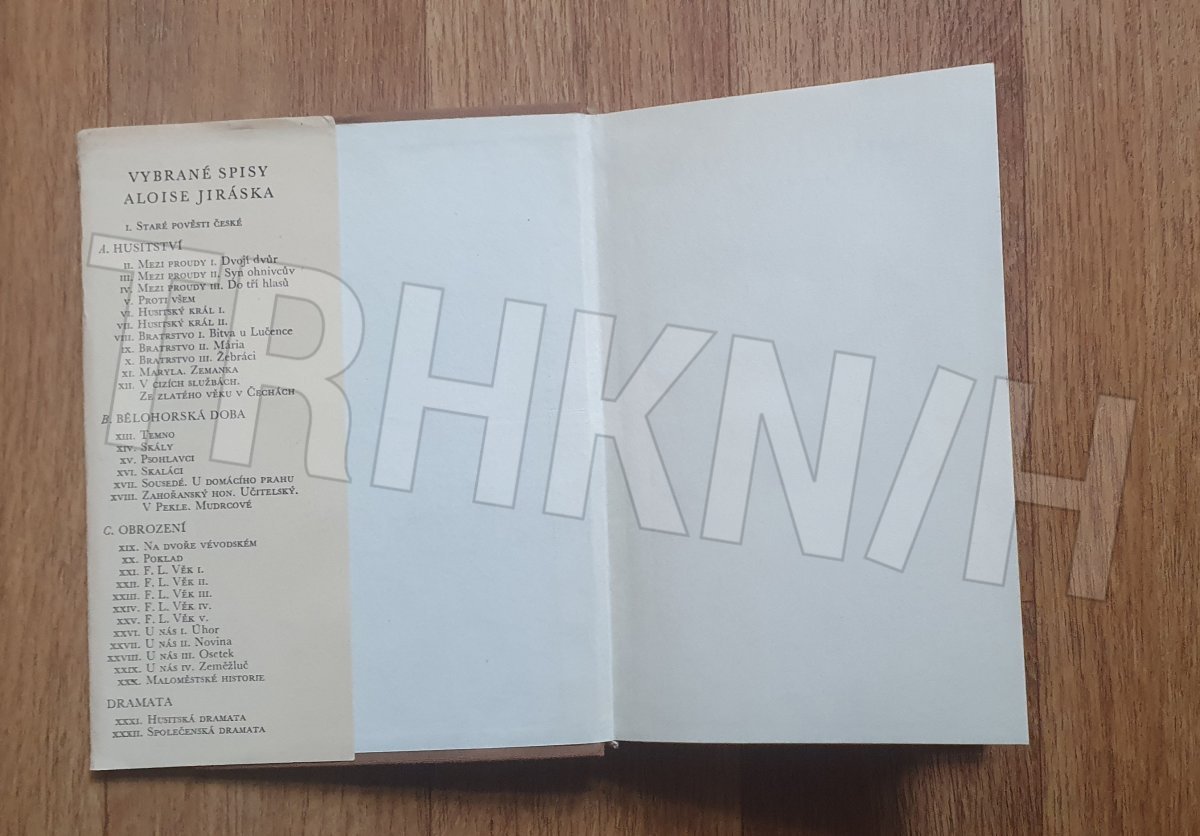 VYBRANÉ SPISY
ALOISE JIRÁSKA
I. STARÉ POVĚSTI ČESKÉ
A. HUSITSTVÍ
II. MEZI PROUDY I. Dvojí dvůr
III. MEZI PROUDY II. Syn ohnivcův
IV. MEZI PROUDY III. Do tří hlasů
V. PROTI VŠEM
VI. HUSITSKÝ KRÁL I.
VII. HUSITSKÝ KRÁL II.
VIII. BRATRSTVO I. Bitva u Lučence
IX. BRATRSTVO II. Mária
X. BRATRSTVO III. Žebráci
XI. MARYLA. ZEMANKA
XII. V CIZÍCH SLUŽBÁCH.
ZE ZLATÉHO VĚKU V ČECHÁCH
B. BĚLOHORSKÁ DOBA
XIII. TEMNO
XIV. SKÁLY
XV. PSOHLAVCI
XVI. SKALÁCI
XVII. SOUSEDÉ. U DOMÁCÍHO PRAHU
XVIII. ZAHOŘANSKÝ HON. UČITELSKÝ.
V PEKLE. MUDRCOVÉ
C. OBROZENÍ
XIX. NA DVOŘE VÉVODSKÉM
XX. POKLAD
XXI. F. L. VĚK I.
XXII. F. L. VĚK II.
XXIII. F. L. VĚK III.
XXIV. F. L. VĚK IV.
XXV. F. L. VĚK V.
XXVI. U NÁS I. Úhor
XXVII. U NÁS II. Novina
XXVIII. U NÁS III. Osetek
XXIX. U NÁS IV. Zeměžluč
XXX. MALOMĚSTSKÉ HISTORIE
DRAMATA
XXXI. HUSITSKÁ DRAMATA
XXXII. SPOLEČENSKÁ DRAMATA
TRHKNIH